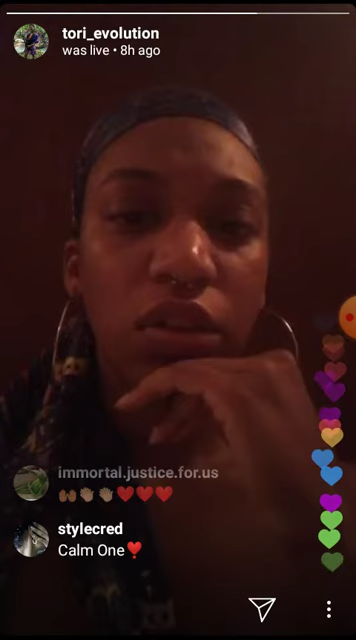 tori_evolution
was live • 8h ago
immortal.justice.for.us
🙌🏽👏🏼👏🏼❤️❤️❤️
stylecred
Calm One❣️